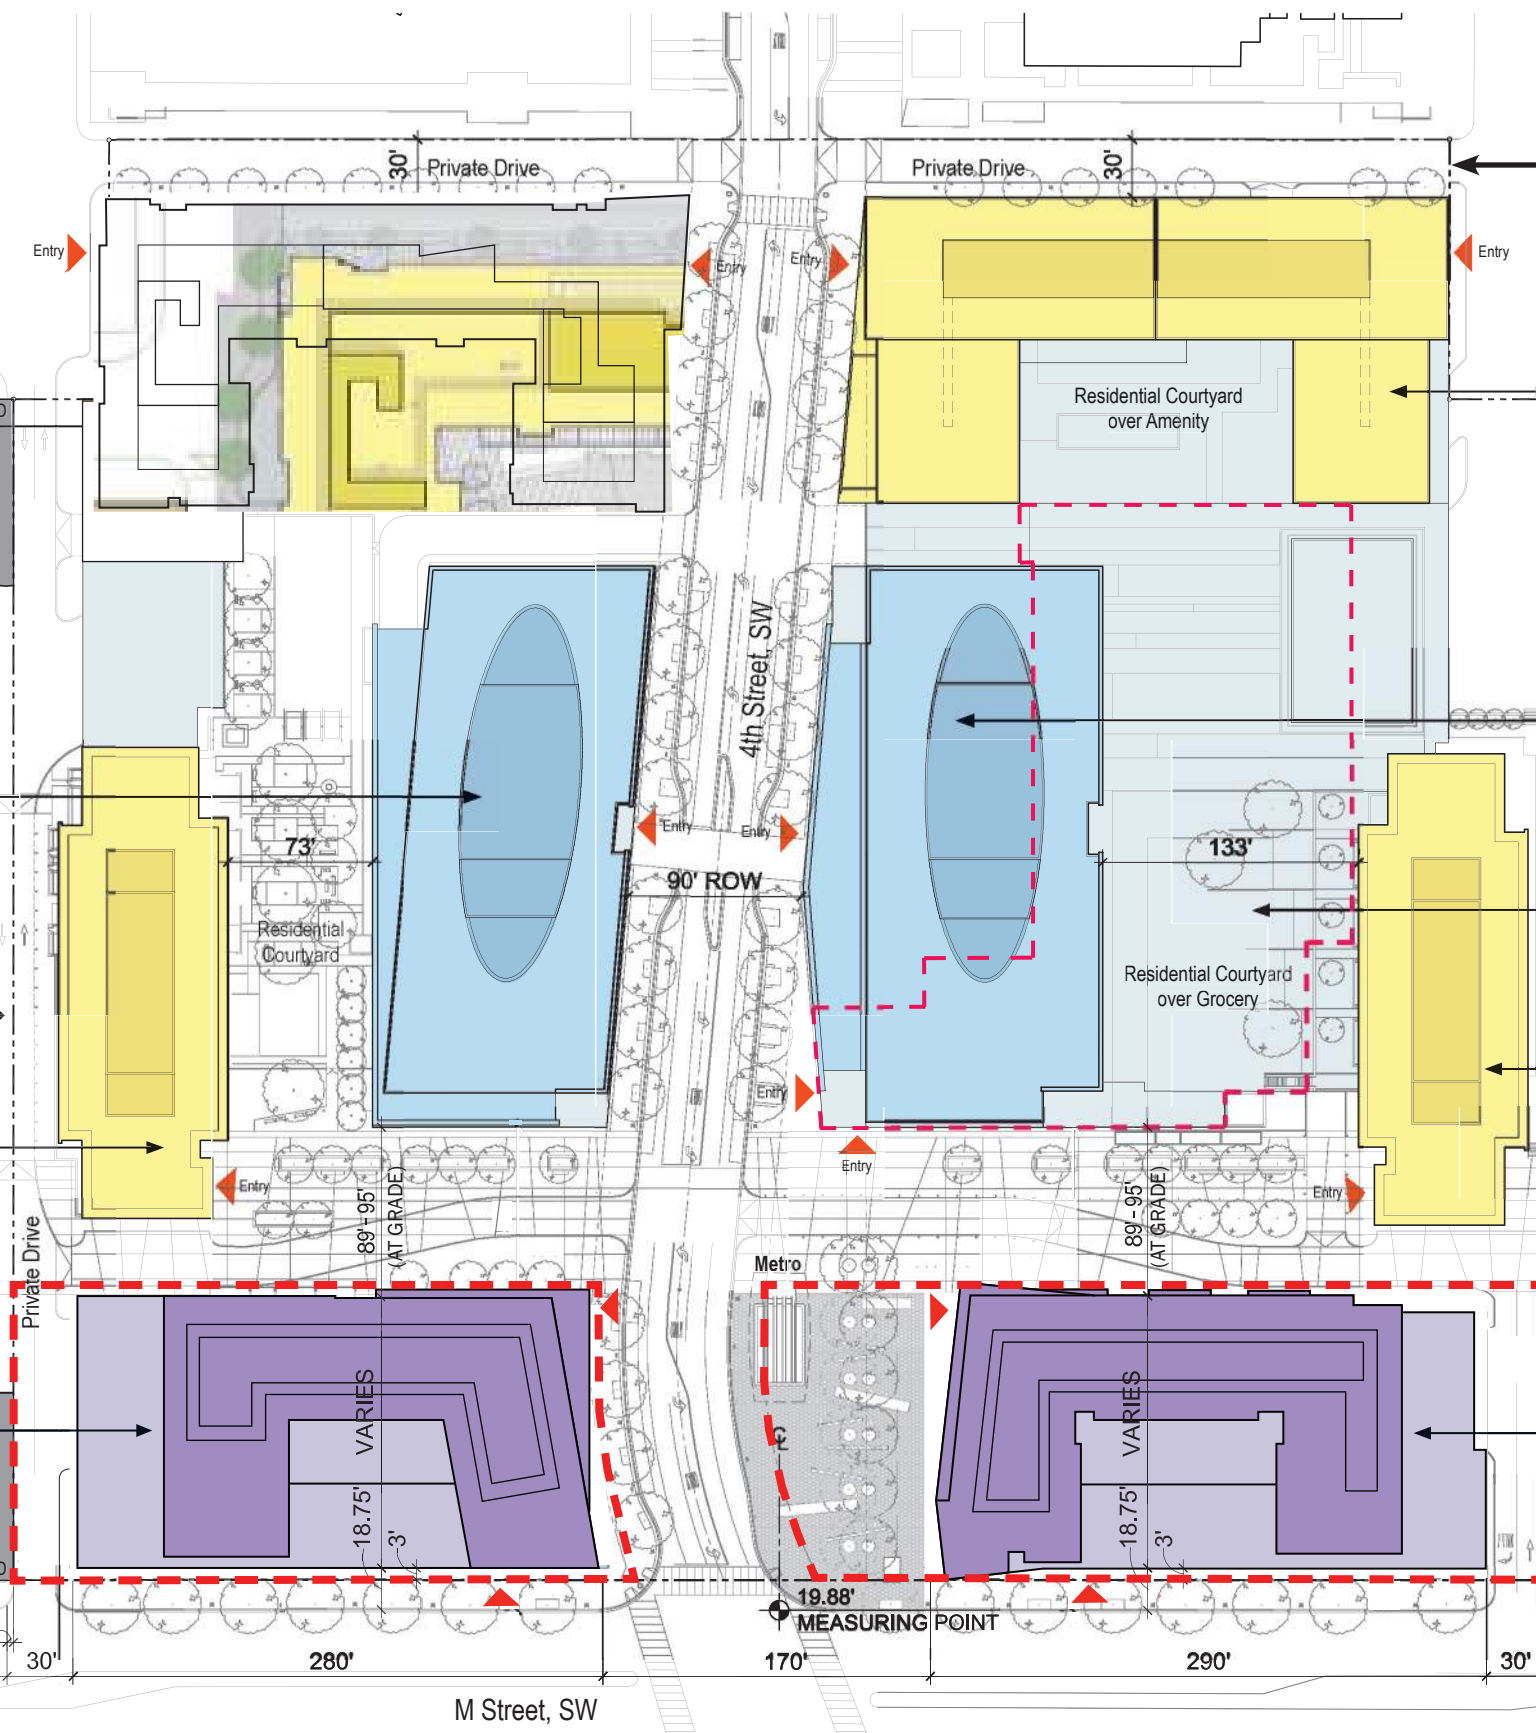 30'
Private Drive
Private Drive
30'
Entry
Entry
Entry
Entry
Residential Courtyard
over Amenity
4th Street, SW
73'
Entry
Entry
133'
90' ROW
Residential
Courtyard
Residential Courtyard
over Grocery
Entry
Entry
Entry
Entry
89' - 95'
(AT GRADE)
89' - 95'
(AT GRADE)
Private Drive
Metro
VARIES
VARIES
CL
18.75'
3'
18.75'
3'
19.88'
MEASURING POINT
30'
280'
170'
290'
30'
M Street, SW